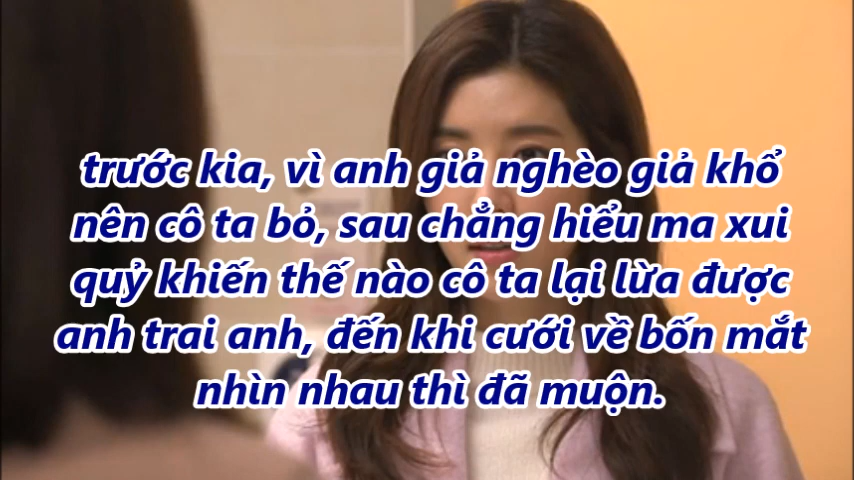 trước kia, vì anh giả nghèo giả khổ
nên cô ta bỏ, sau chẳng hiểu ma xui
quỷ khiến thế nào cô ta lại lừa được
anh trai anh, đến khi cưới về bốn mắt
nhìn nhau thì đã muộn.